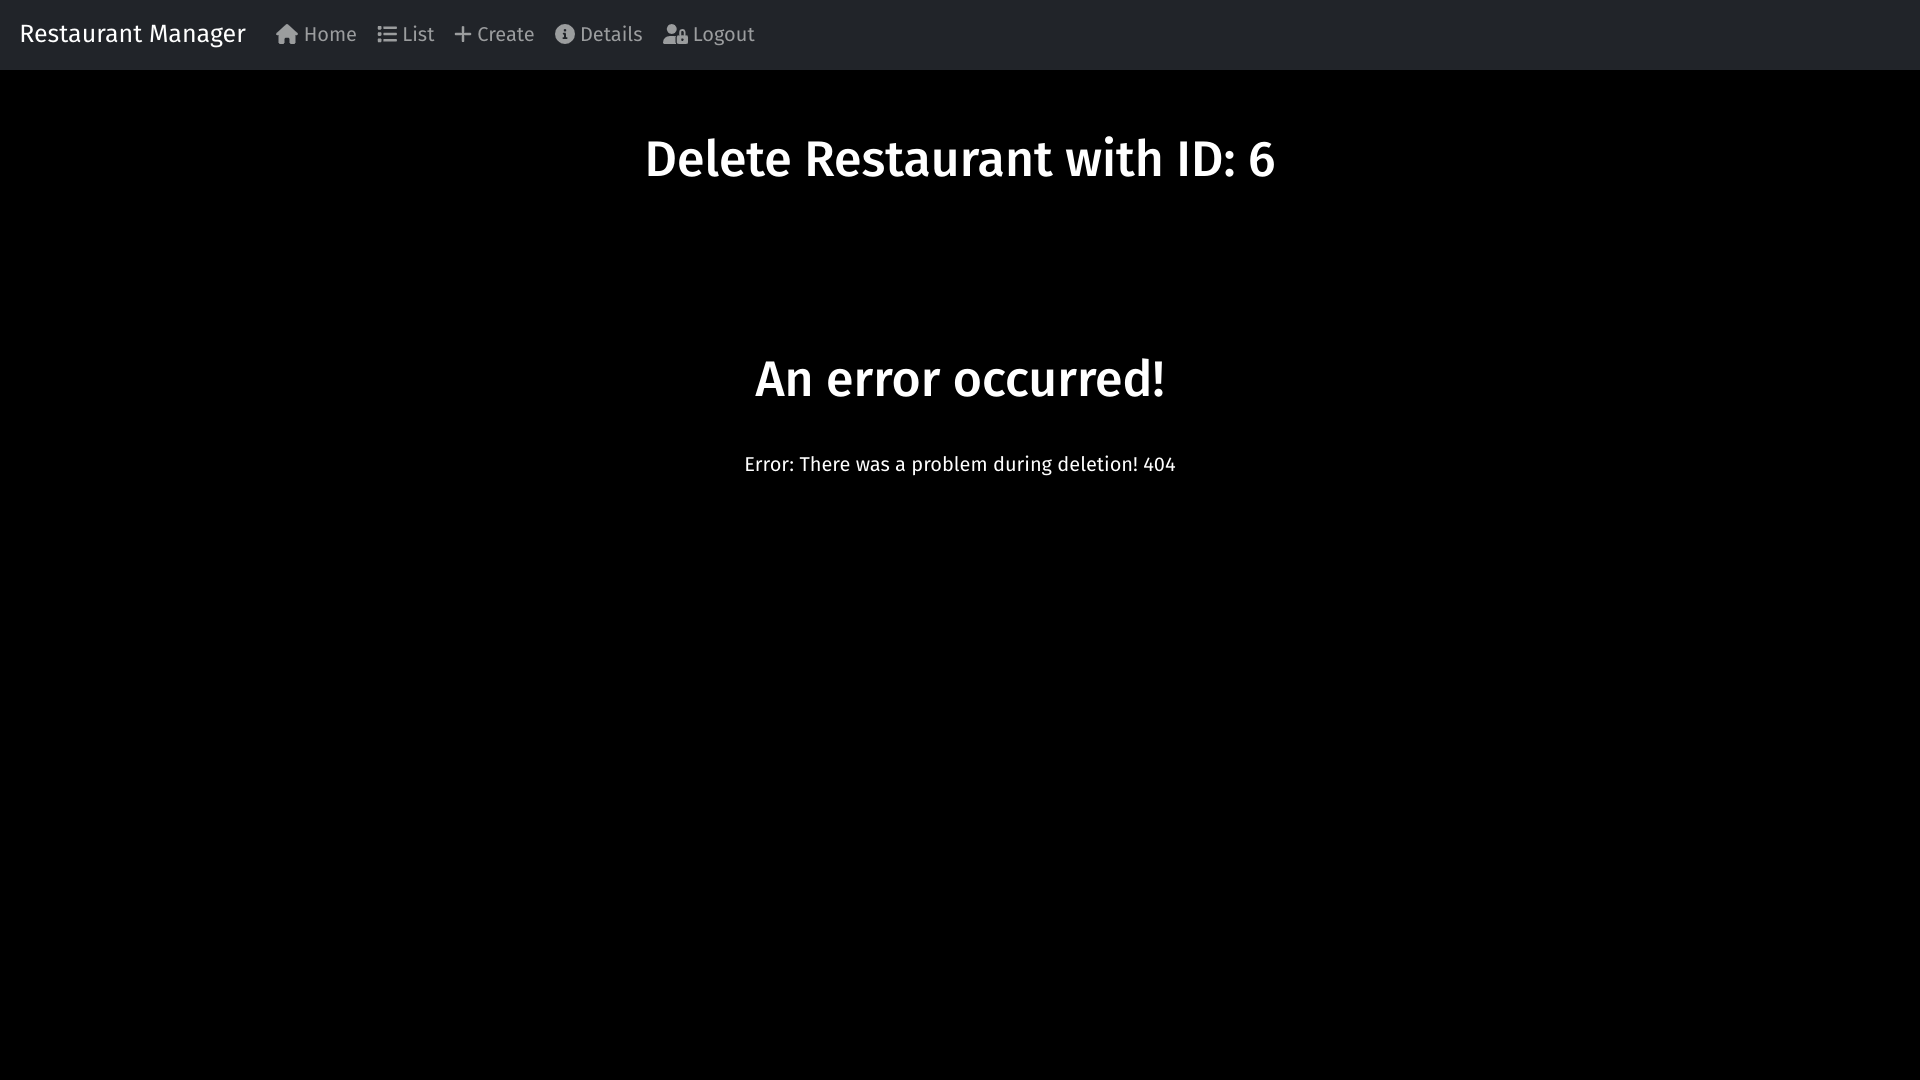 Restaurant Manager Home List Create Details Logout
Delete Restaurant with ID: 6
An error occurred!
Error: There was a problem during deletion! 404